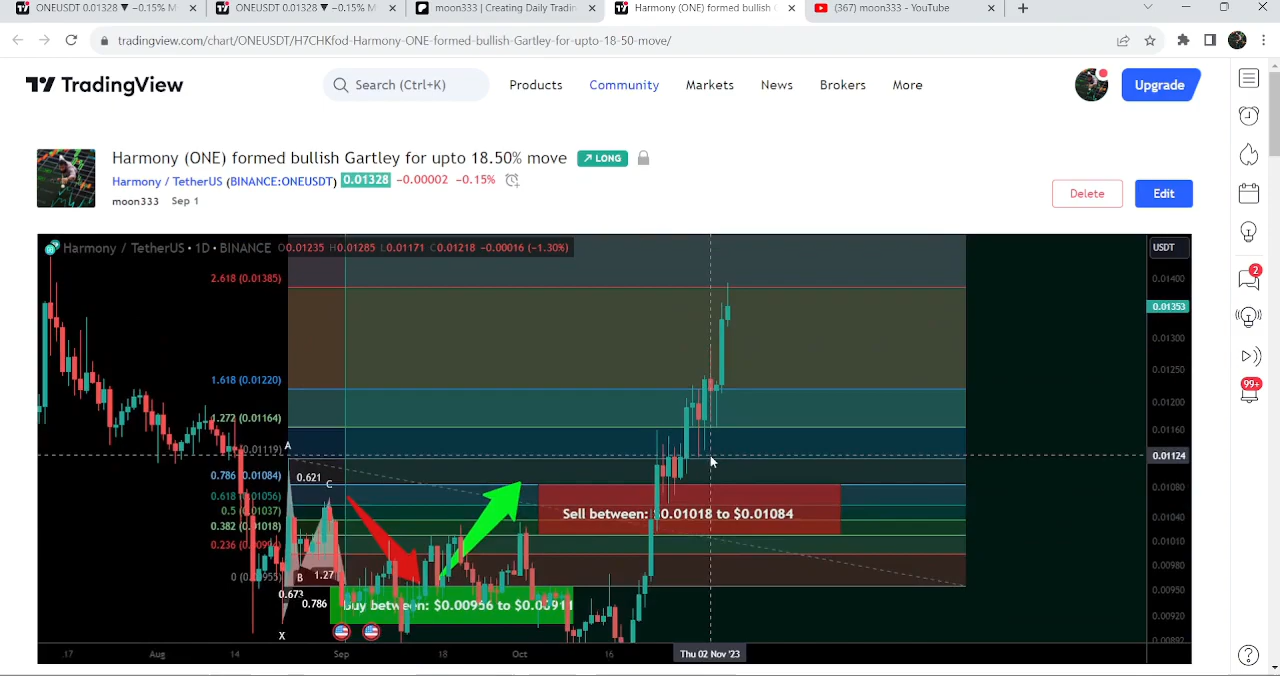 ONEUSDT 0.01328 ▼ −0.15% M
ONEUSDT 0.01328 ▼ −0.15% M
moon333 | Creating Daily Tradin
Harmony (ONE) formed bullish
(367) moon333 - YouTube
tradingview.com/chart/ONEUSDT/H7CHKfod-Harmony-ONE-formed-bullish-Gartley-for-upto-18-50-move/
TradingView
Search (Ctrl+K)
Products
Community
Markets
News
Brokers
More
Upgrade
Harmony (ONE) formed bullish Gartley for upto 18.50% move
LONG
Harmony / TetherUS (BINANCE:ONEUSDT) 0.01328 −0.00002 −0.15%
moon333 Sep 1
Delete
Edit
Harmony / TetherUS • 1D • BINANCE O0.01235 H0.01285 L0.01171 C0.01218 −0.00016 (−1.30%)
USDT
2.618 (0.01385)
0.01400
0.01353
0.01300
0.01250
1.618 (0.01220)
0.01200
1.272 (0.01164)
0.01160
A
(0.01119)
0.01124
0.621
C
0.786 (0.01084)
0.01080
0.618 (0.01056)
0.5 (0.01037)
0.382 (0.01018)
Sell between: $0.01018 to $0.01084
0.01040
0.01010
0.236
0.00980
0
B
1.27
0.673
0.786
buy between: $0.00956 to
0.00950
0.00920
X
0.00892
17
Aug
14
Sep
18
Oct
16
Thu 02 Nov '23
2
99+